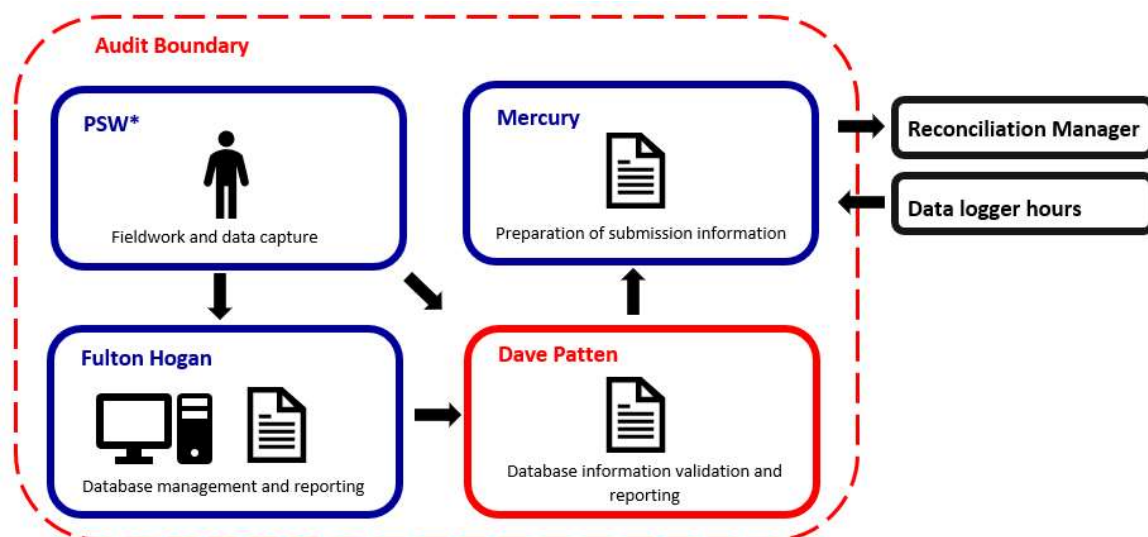 Audit Boundary
PSW*
Fieldwork and data capture
Mercury
Preparation of submission information
Reconciliation Manager
Data logger hours
Fulton Hogan
Database management and reporting
Dave Patten
Database information validation and
reporting